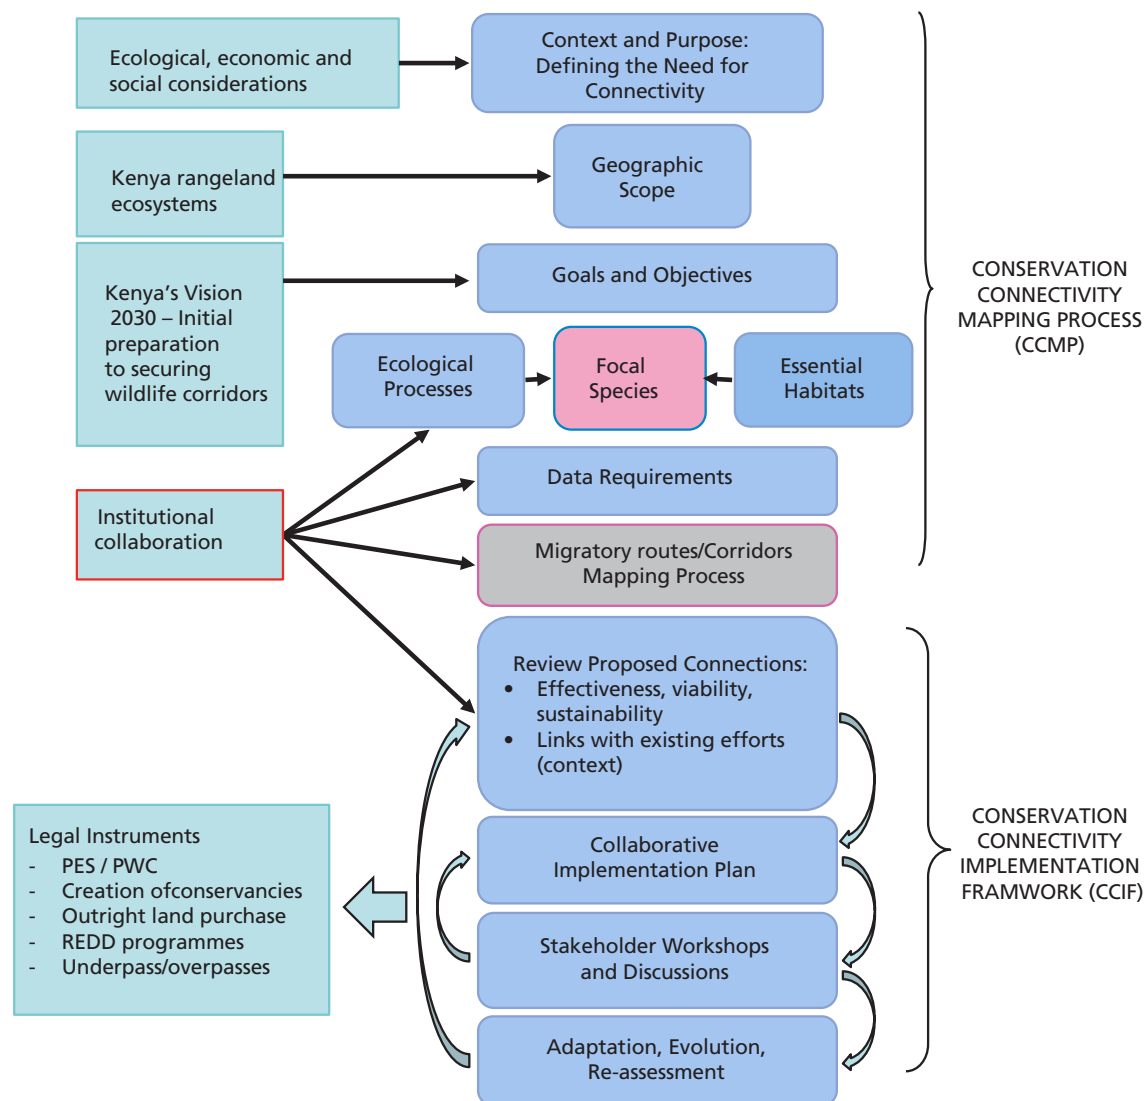 Ecological, economic and
social considerations
Context and Purpose:
Defining the Need for
Connectivity
Kenya rangeland
ecosystems
Geographic
Scope
Kenya's Vision
2030 – Initial
preparation
to securing
wildlife corridors
Goals and Objectives
Ecological
Processes
Focal
Species
Essential
Habitats
CONSERVATION
CONNECTIVITY
MAPPING PROCESS
(CCMP)
Institutional
collaboration
Data Requirements
Migratory routes/Corridors
Mapping Process
Review Proposed Connections:
• Effectiveness, viability,
sustainability
• Links with existing efforts
(context)
Legal Instruments
- PES / PWC
- Creation ofconservancies
- Outright land purchase
- REDD programmes
- Underpass/overpasses
Collaborative
Implementation Plan
Stakeholder Workshops
and Discussions
Adaptation, Evolution,
Re-assessment
CONSERVATION
CONNECTIVITY
IMPLEMENTATION
FRAMWORK (CCIF)